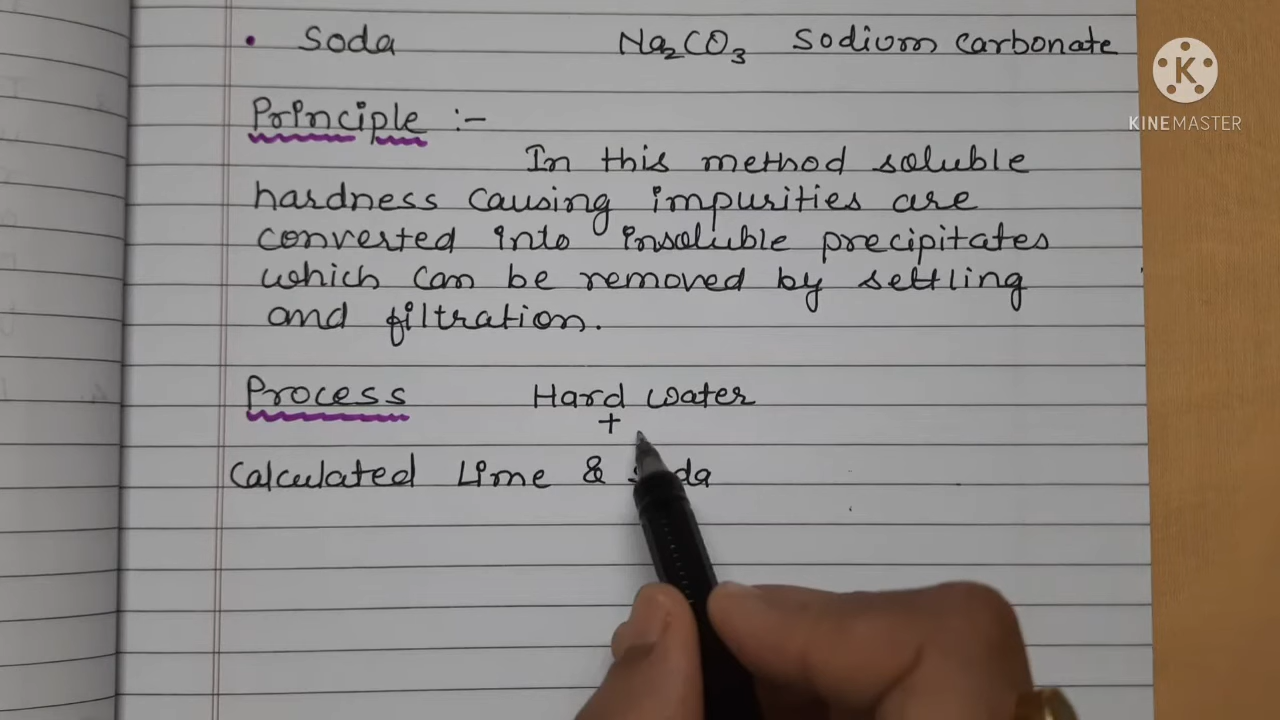 • Soda Na₂CO₃ Sodium carbonate
K
KINEMASTER
Principle :-
In this method soluble
hardness causing impurities are
converted into insoluble precipitates
which can be removed by settling
and filtration.
Process Hard water
+
Calculated Lime & Soda